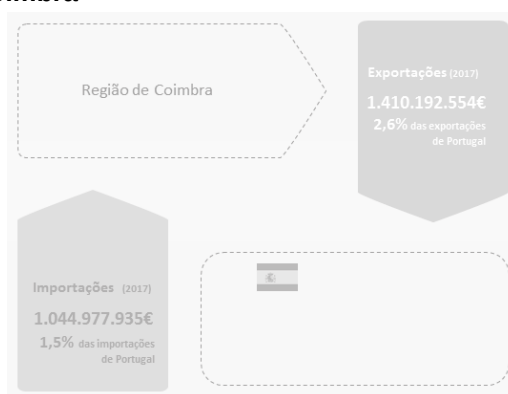 Região de Coimbra
Exportações (2017)
1.410.192.554€
2,6% das exportações
de Portugal
Importações (2017)
1.044.977.935€
1,5% das importações
de Portugal